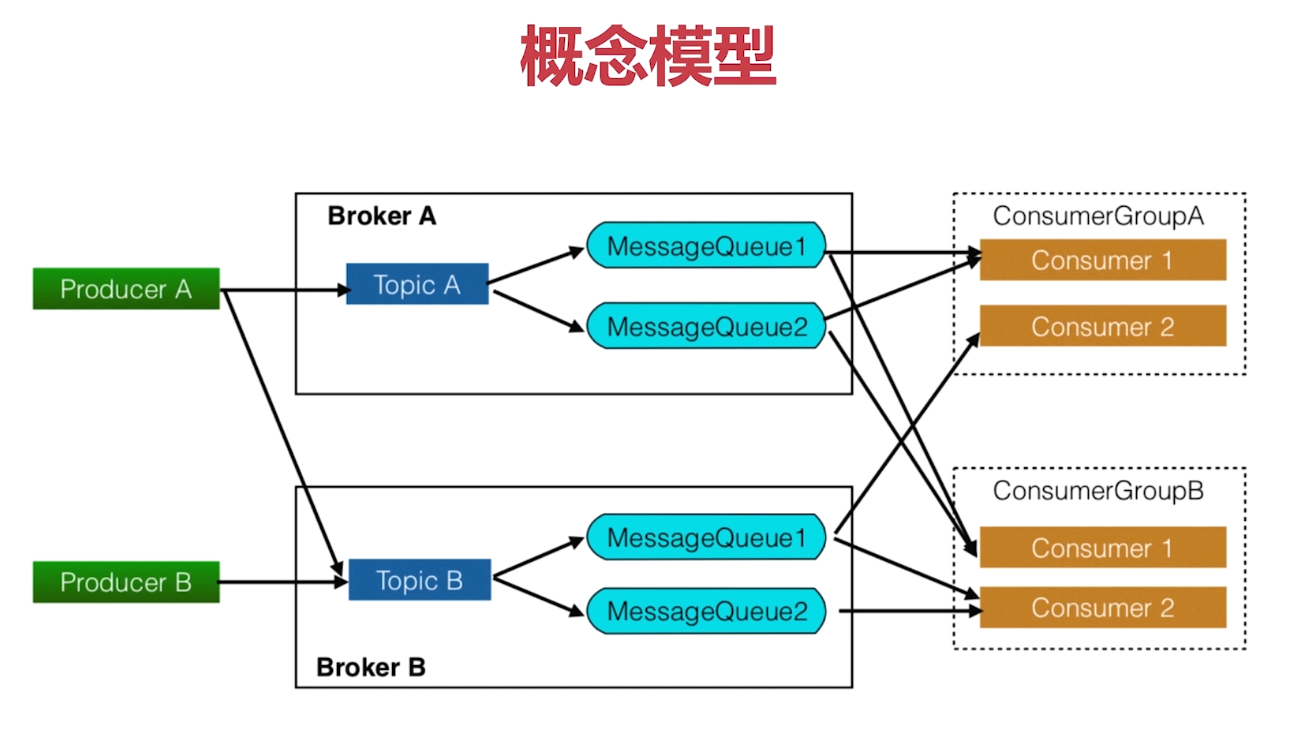 概念模型
Broker A
Producer A
Topic A
MessageQueue1
MessageQueue2
ConsumerGroupA
Consumer 1
Consumer 2
Producer B
Topic B
MessageQueue1
MessageQueue2
Broker B
ConsumerGroupB
Consumer 1
Consumer 2